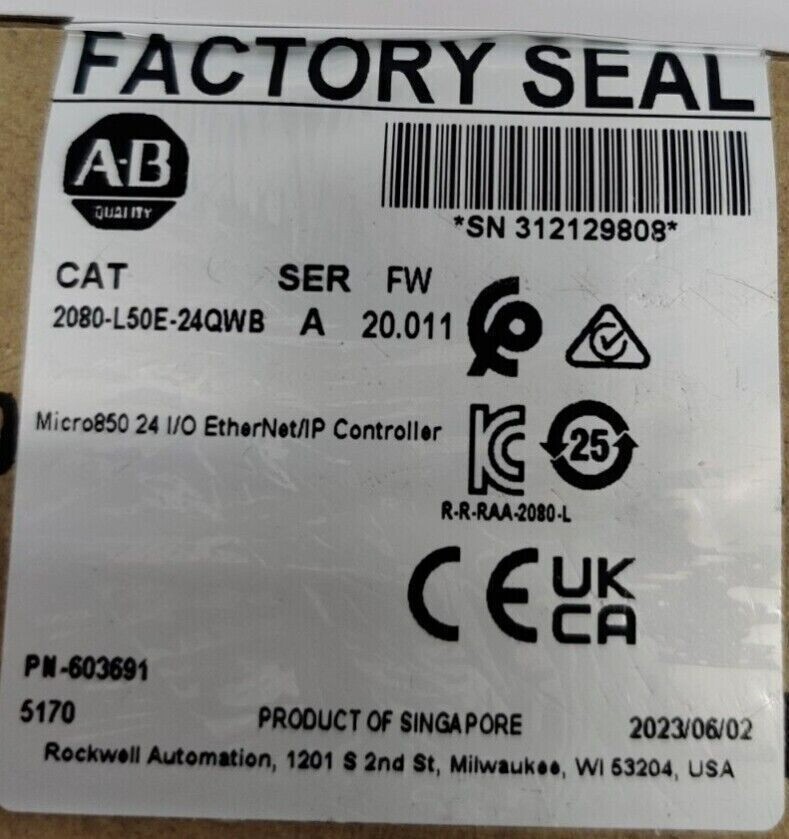 FACTORY SEAL
A-B
QUALITY
*SN 312129808*
CAT SER FW
2080-L50E-24QWB A 20.011
Micro850 24 I/O EtherNet/IP Controller
25
R-R-RAA-2080-L
CE UK
CA
PN-603691
5170 PRODUCT OF SINGAPORE 2023/06/02
Rockwell Automation, 1201 S 2nd St, Milwaukee, WI 53204, USA